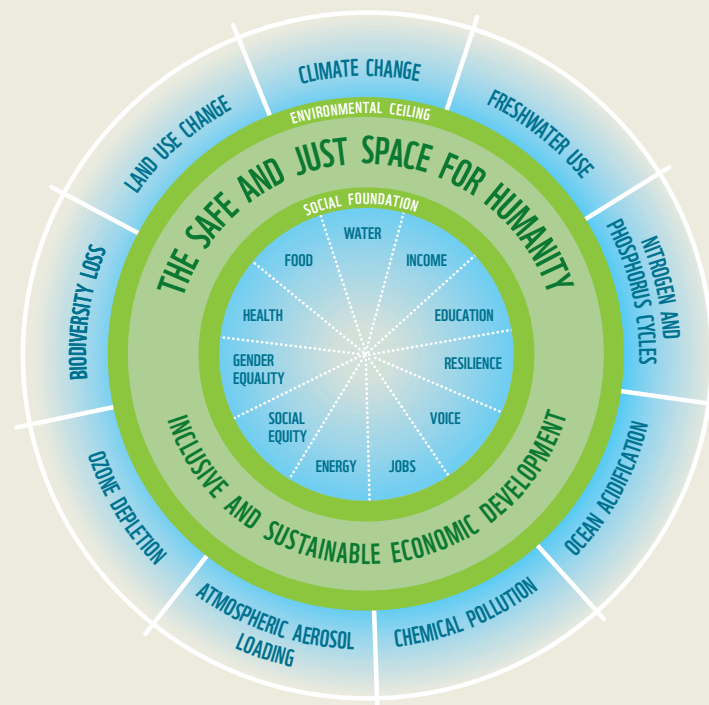 CLIMATE CHANGE
FRESHWATER USE
NITROGEN AND
PHOSPHORUS CYCLES
OCEAN ACIDIFICATION
CHEMICAL POLLUTION
ATMOSPHERIC AEROSOL
LOADING
OZONE DEPLETION
BIODIVERSITY LOSS
LAND USE CHANGE
ENVIRONMENTAL CEILING
THE SAFE AND JUST SPACE FOR HUMANITY
SOCIAL FOUNDATION
WATER
INCOME
EDUCATION
RESILIENCE
VOICE
JOBS
ENERGY
SOCIAL
EQUITY
GENDER
EQUALITY
HEALTH
FOOD
INCLUSIVE AND SUSTAINABLE ECONOMIC DEVELOPMENT